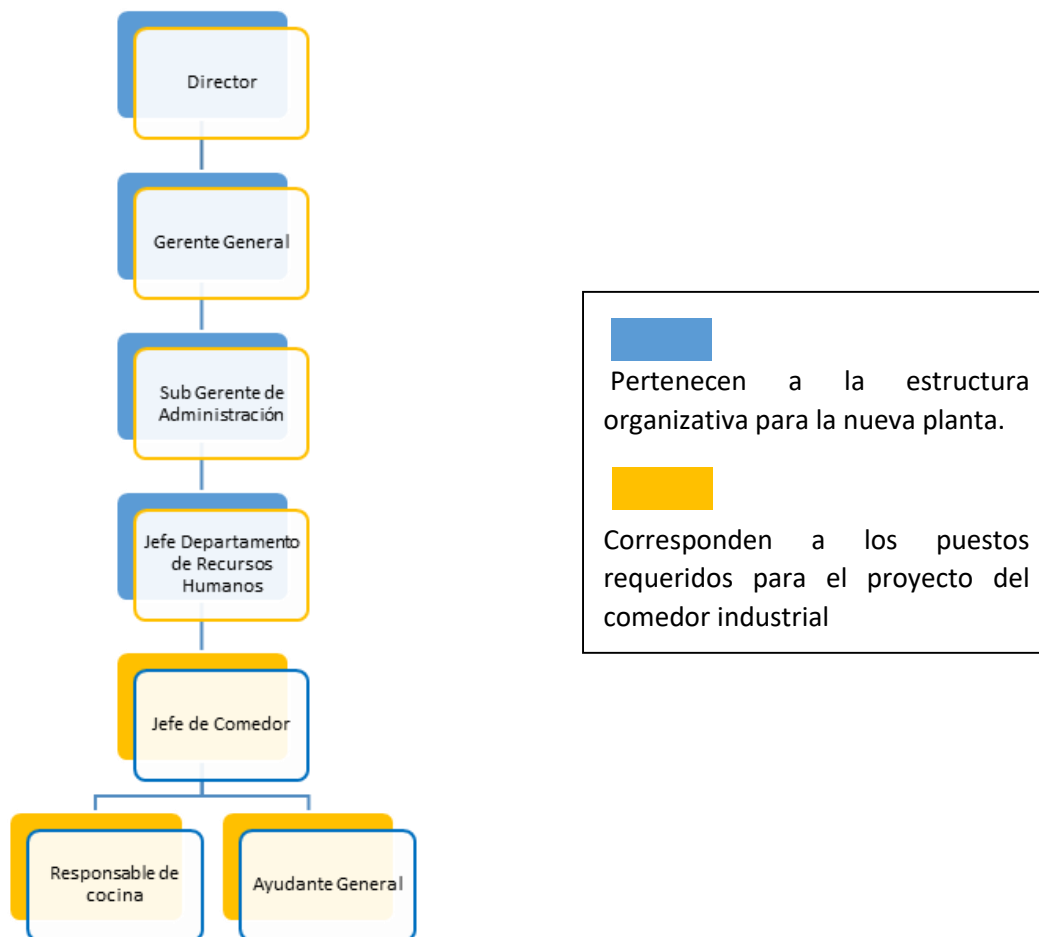 Director
Gerente General
Sub Gerente de
Administración
Jefe Departamento
de Recursos
Humanos
Jefe de Comedor
Responsable de
cocina
Ayudante General
Pertenecen a la estructura
organizativa para la nueva planta.
Corresponden a los puestos
requeridos para el proyecto del
comedor industrial